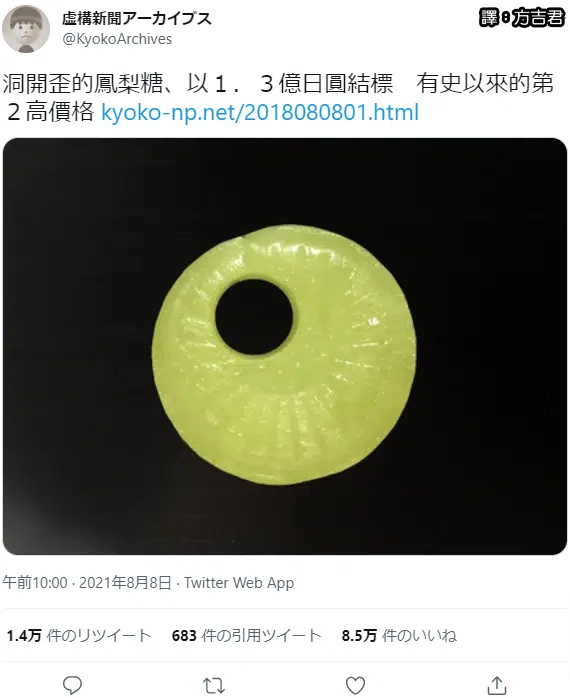 虚構新聞アーカイブス
@KyokoArchives
譯:方吉君
洞開歪的鳳梨糖、以１．３億日圓結標　有史以來的第
２高價格 kyoko-np.net/2018080801.html
午前10:00 · 2021年8月8日 · Twitter Web App
1.4万 件のリツイート 683 件の引用ツイート 8.5万 件のいいね